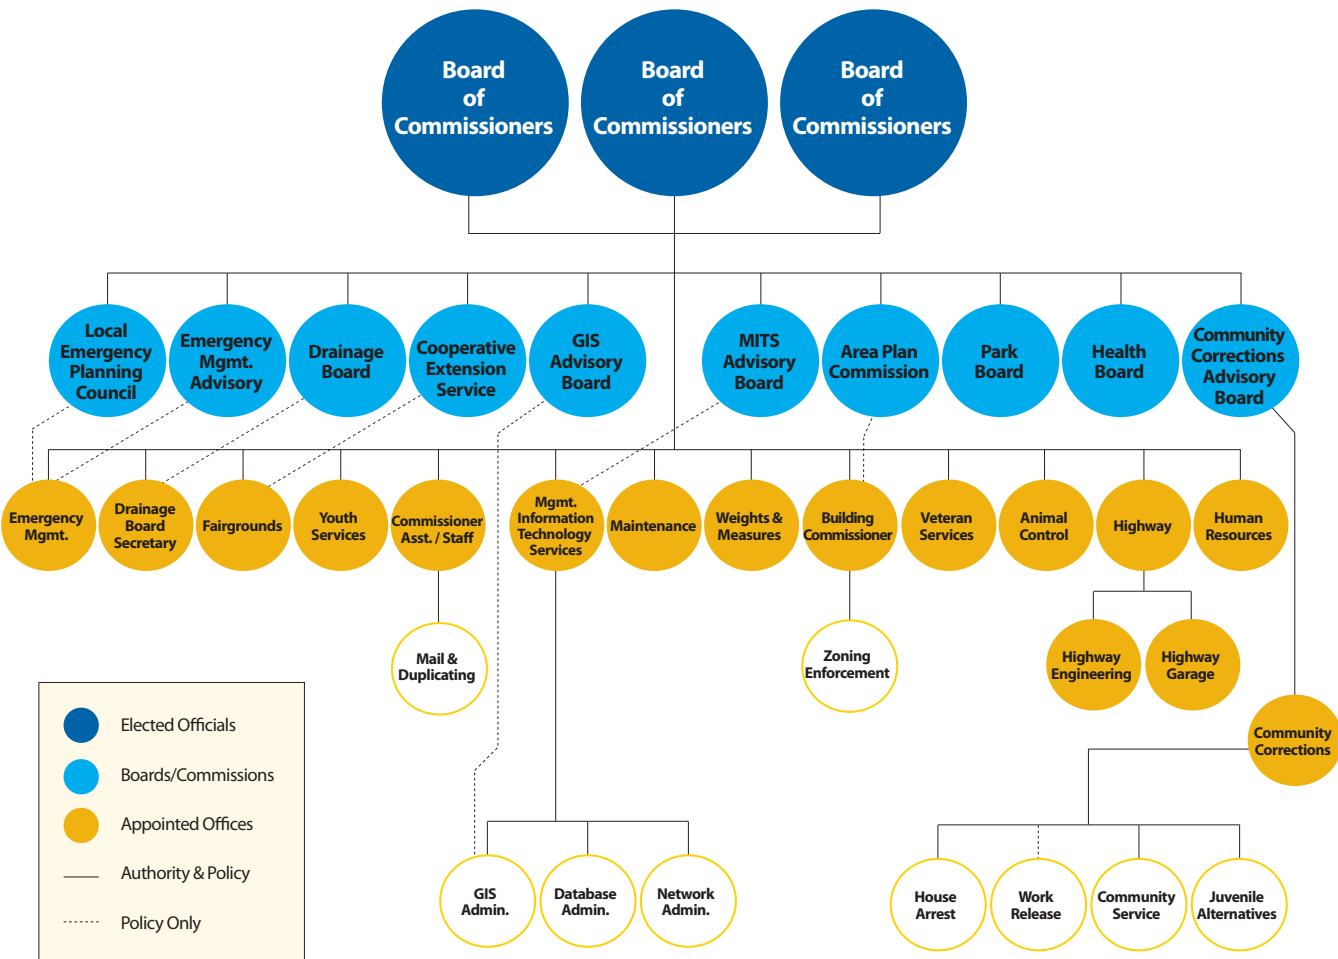 Board
of
Commissioners
Board
of
Commissioners
Board
of
Commissioners
Local
Emergency
Planning
Council
Emergency
Mgmt.
Advisory
Drainage
Board
Cooperative
Extension
Service
GIS
Advisory
Board
MITS
Advisory
Board
Area Plan
Commission
Park
Board
Health
Board
Community
Corrections
Advisory
Board
Emergency
Mgmt.
Drainage
Board
Secretary
Fairgrounds
Youth
Services
Commissioner
Asst. / Staff
Mgmt.
Information
Technology
Services
Maintenance
Weights &
Measures
Building
Commissioner
Veteran
Services
Animal
Control
Highway
Human
Resources
Mail &
Duplicating
Zoning
Enforcement
Highway
Engineering
Highway
Garage
Community
Corrections
Elected Officials
Boards/Commissions
Appointed Offices
Authority & Policy
Policy Only
GIS
Admin.
Database
Admin.
Network
Admin.
House
Arrest
Work
Release
Community
Service
Juvenile
Alternatives